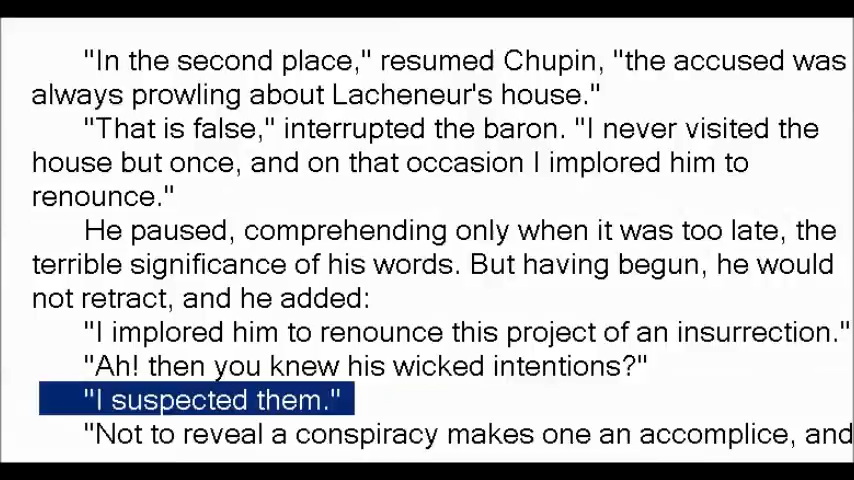 "In the second place," resumed Chupin, "the accused was
always prowling about Lacheneur's house."
"That is false," interrupted the baron. "I never visited the
house but once, and on that occasion I implored him to
renounce."
He paused, comprehending only when it was too late, the
terrible significance of his words. But having begun, he would
not retract, and he added:
"I implored him to renounce this project of an insurrection."
"Ah! then you knew his wicked intentions?"
"I suspected them."
"Not to reveal a conspiracy makes one an accomplice, and